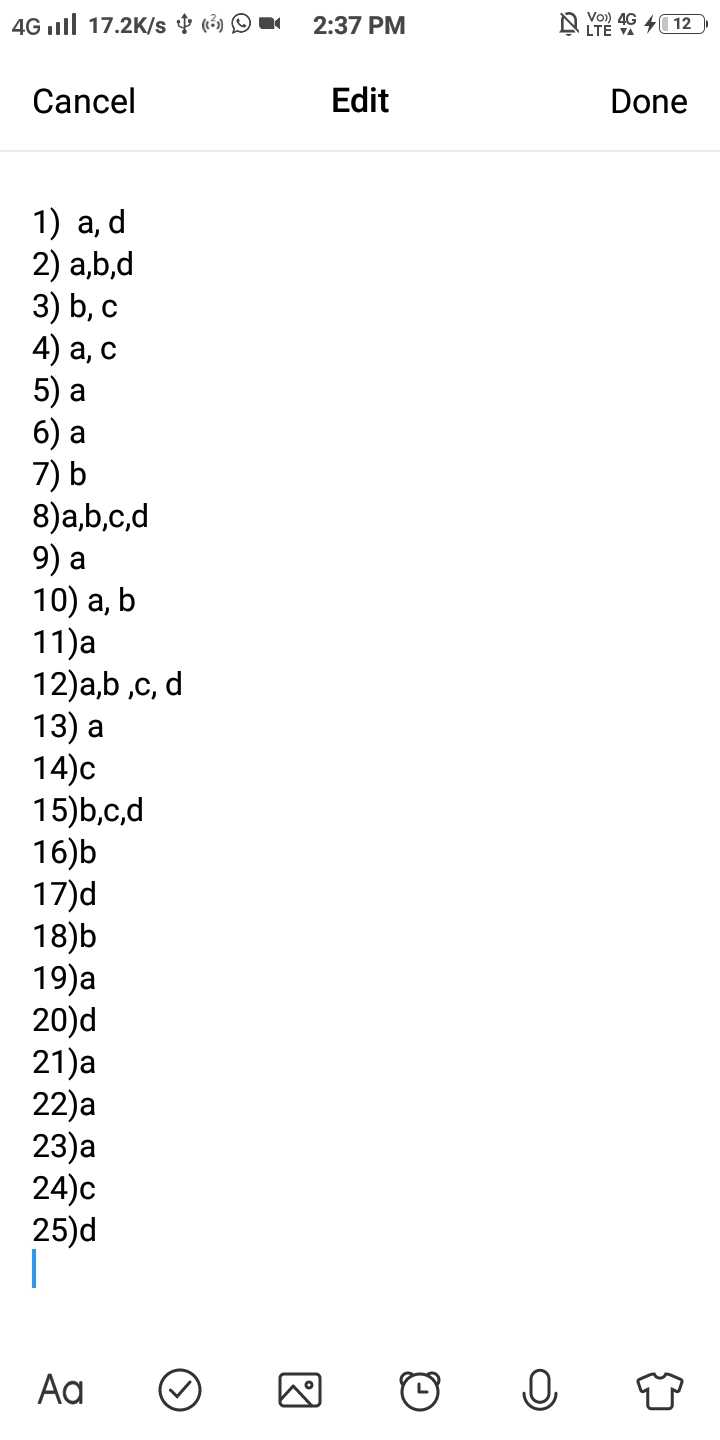 4G 17.2K/s 2 2:37 PM Vo)) LTE 4G 12
Cancel Edit Done
1)  a, d
2) a,b,d
3) b, c
4) a, c
5) a
6) a
7) b
8)a,b,c,d
9) a
10) a, b
11)a
12)a,b ,c, d
13) a
14)c
15)b,c,d
16)b
17)d
18)b
19)a
20)d
21)a
22)a
23)a
24)c
25)d
Aa